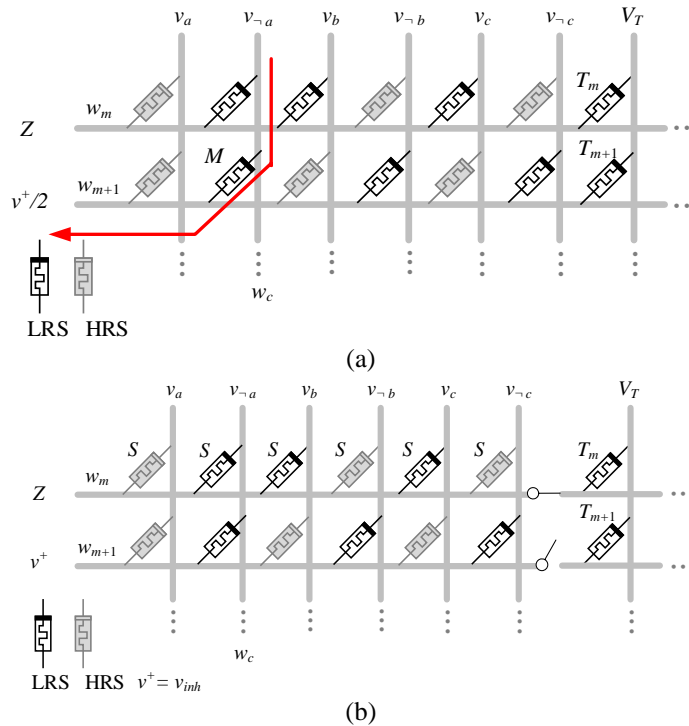 v_a v_¬a v_b v_¬b v_c v_¬c V_T
w_m T_m
Z
M T_m+1
w_m+1
v⁺/2
w_c
LRS HRS
(a)
v_a v_¬a v_b v_¬b v_c v_¬c V_T
S S S S S S T_m
w_m
Z
T_m+1
w_m+1
v⁺
w_c
LRS HRS v⁺ = v_inh
(b)